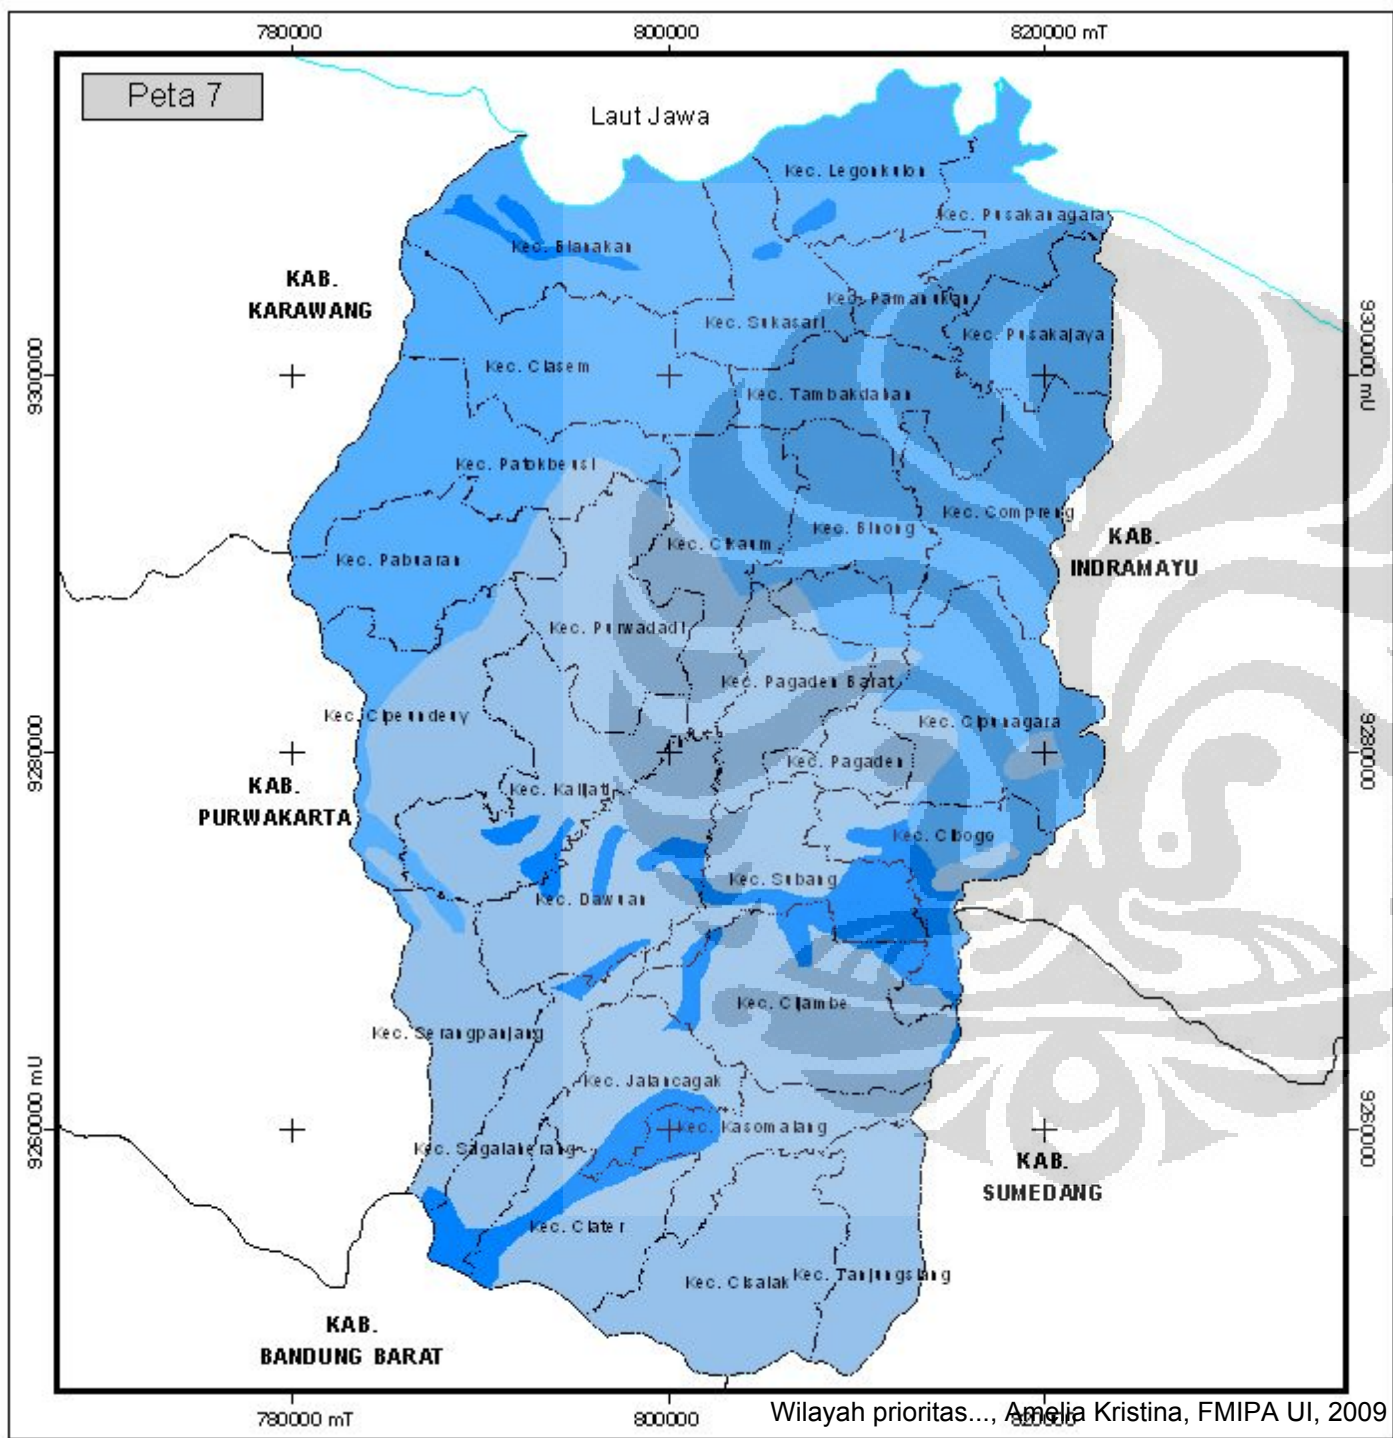 780000
800000
820000 mT
Peta 7
Laut Jawa
Kec. Legonkulon
Kec. Pusakanagara
Kec. Blanakan
KAB.
KARAWANG
Kec. Pamanukan
Kec. Sukasari
Kec. Pusakajaya
9300000
9300000 mU
Kec. Ciasem
Kec. Tambakdahan
Kec. Patokbeusi
Kec. Compreng
Kec. Binong
Kec. Cikaum
KAB.
INDRAMAYU
Kec. Pabuaran
Kec. Purwadadi
Kec. Pagaden Barat
Kec. Cipeundeuy
Kec. Cipunagara
9280000
9280000
Kec. Pagaden
KAB.
PURWAKARTA
Kec. Kalijati
Kec. Cibogo
Kec. Subang
Kec. Dawuan
Kec. Cijambe
Kec. Serangpanjang
Kec. Jalancagak
9260000 mU
9260000
Kec. Kasomalang
Kec. Sagalaherang
KAB.
SUMEDANG
Kec. Ciater
Kec. Cisalak
Kec. Tanjungsiang
KAB.
BANDUNG BARAT
780000 mT
800000
820000
Wilayah prioritas..., Amelia Kristina, FMIPA UI, 2009